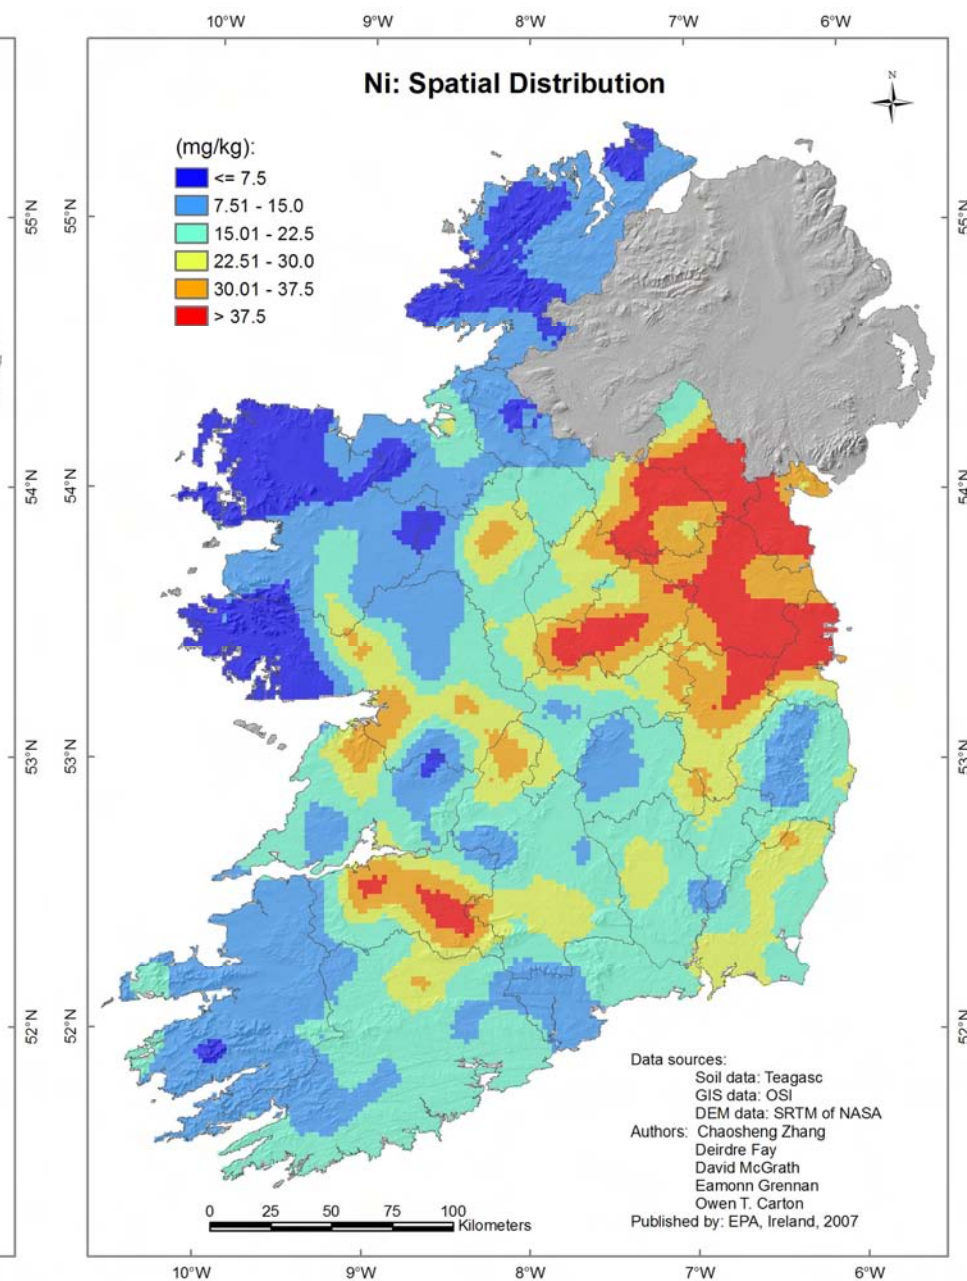 10°W 9°W 8°W 7°W 6°W
Ni: Spatial Distribution
N
(mg/kg):
<= 7.5
7.51 - 15.0
15.01 - 22.5
22.51 - 30.0
30.01 - 37.5
> 37.5
55°N 55°N 55°N
54°N 54°N 54°N
53°N 53°N 53°N
52°N 52°N 52°N
Data sources:
Soil data: Teagasc
GIS data: OSI
DEM data: SRTM of NASA
Authors: Chaosheng Zhang
Deirdre Fay
David McGrath
Eamonn Grennan
Owen T. Carton
Published by: EPA, Ireland, 2007
0 25 50 75 100
Kilometers
10°W 9°W 8°W 7°W 6°W